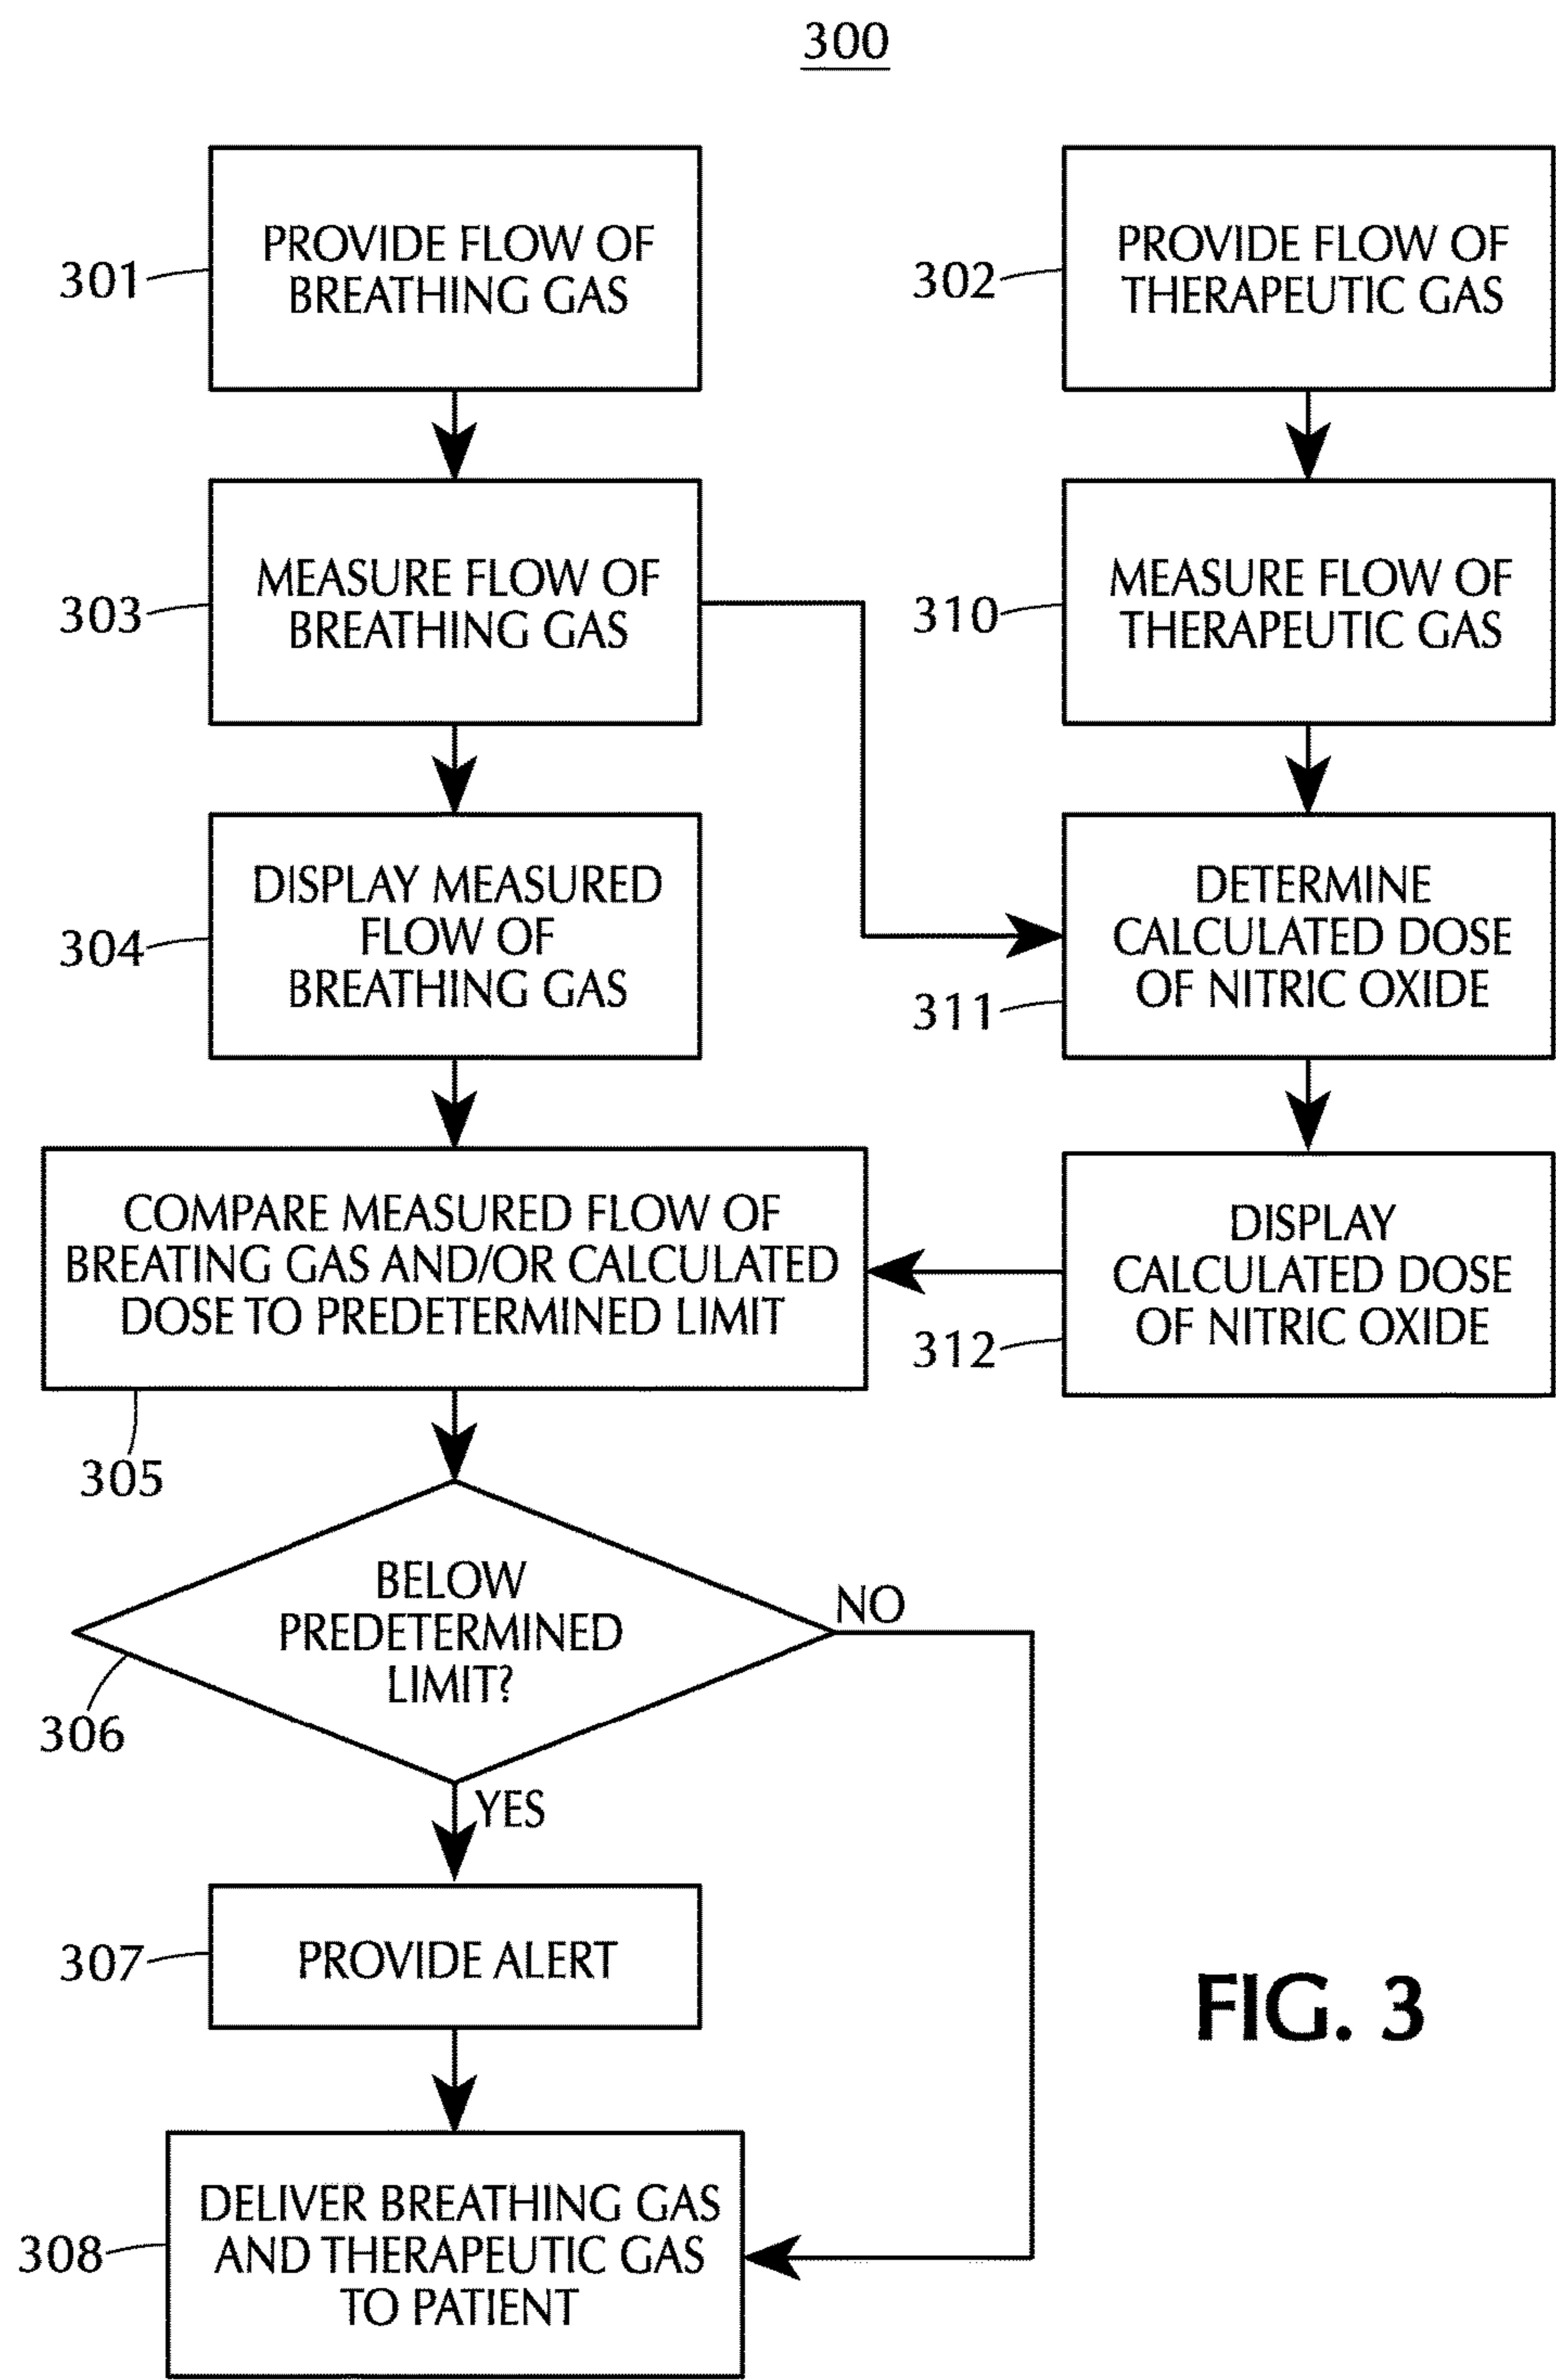 300
PROVIDE FLOW OF
BREATHING GAS
301
PROVIDE FLOW OF
THERAPEUTIC GAS
302
MEASURE FLOW OF
BREATHING GAS
303
MEASURE FLOW OF
THERAPEUTIC GAS
310
DISPLAY MEASURED
FLOW OF
BREATHING GAS
304
DETERMINE
CALCULATED DOSE
OF NITRIC OXIDE
311
COMPARE MEASURED FLOW OF
BREATING GAS AND/OR CALCULATED
DOSE TO PREDETERMINED LIMIT
305
DISPLAY
CALCULATED DOSE
OF NITRIC OXIDE
312
BELOW
PREDETERMINED
LIMIT?
306
NO
YES
PROVIDE ALERT
307
DELIVER BREATHING GAS
AND THERAPEUTIC GAS
TO PATIENT
308
FIG. 3